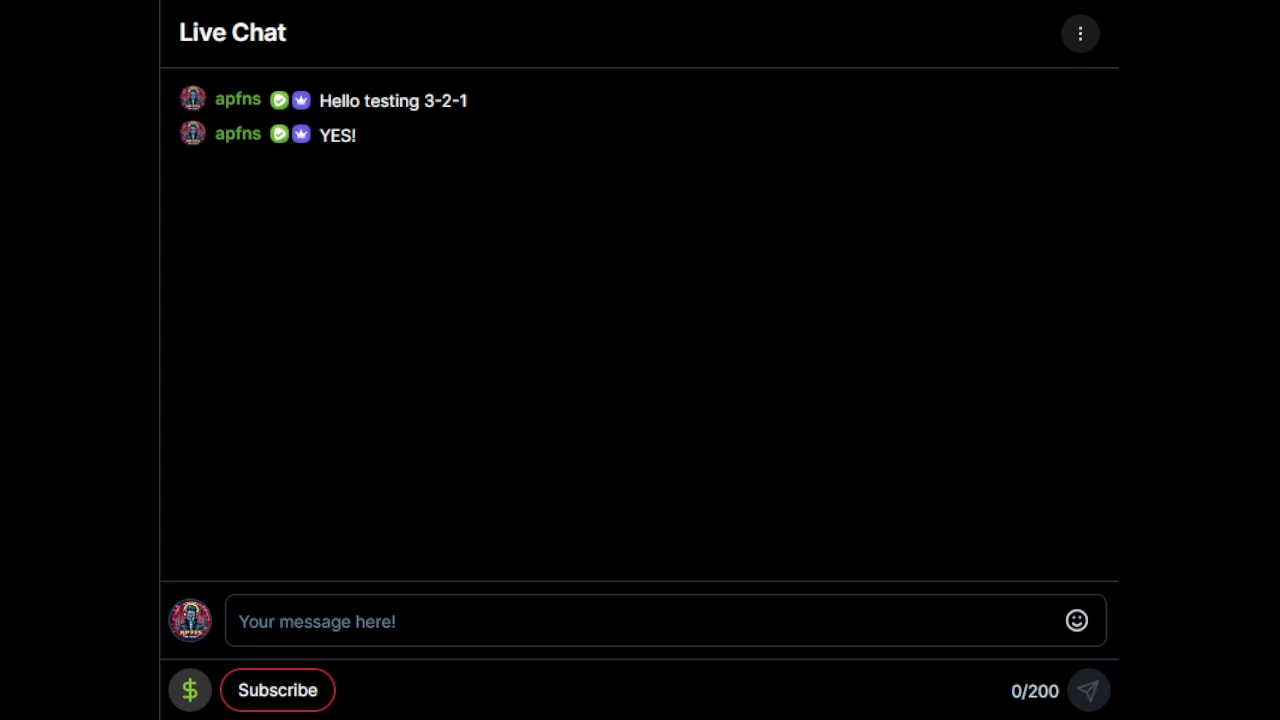 Live Chat
apfns Hello testing 3-2-1
apfns YES!
Your message here!
$ Subscribe 0/200